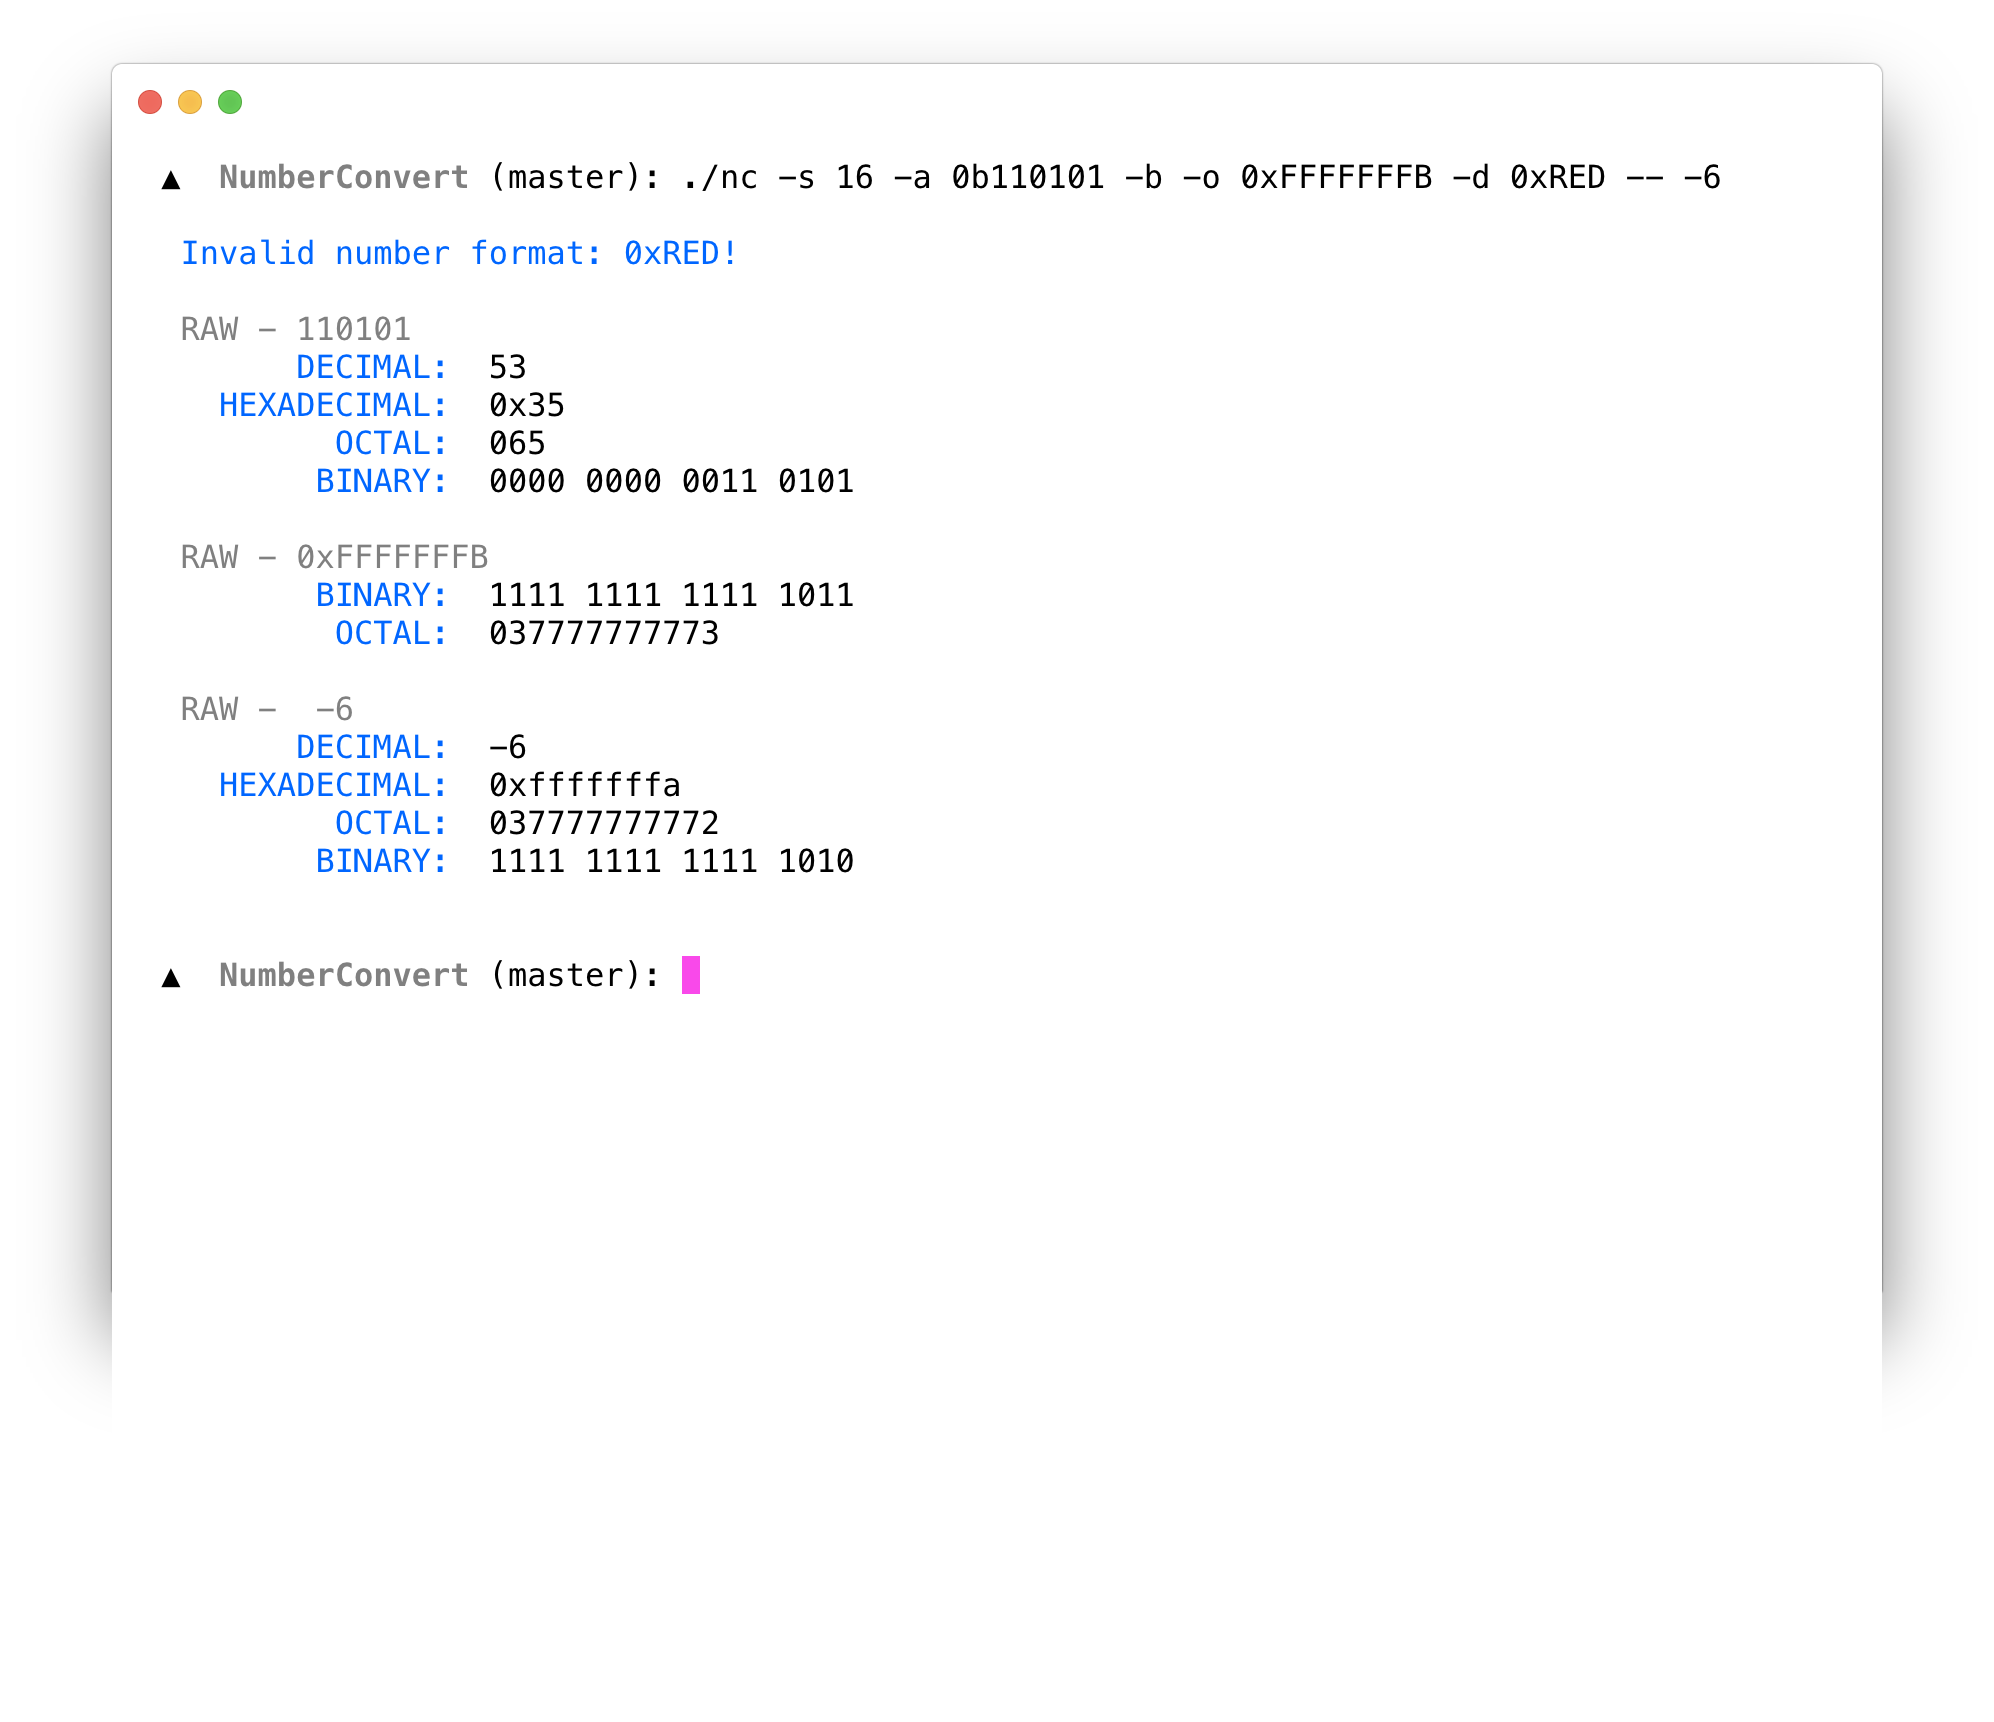 ▲  NumberConvert (master): ./nc -s 16 -a 0b110101 -b -o 0xFFFFFFFB -d 0xRED -- -6
Invalid number format: 0xRED!
RAW - 110101
DECIMAL:  53
HEXADECIMAL:  0x35
OCTAL:  065
BINARY:  0000 0000 0011 0101
RAW - 0xFFFFFFFB
BINARY:  1111 1111 1111 1011
OCTAL:  037777777773
RAW -  -6
DECIMAL:  -6
HEXADECIMAL:  0xfffffffa
OCTAL:  037777777772
BINARY:  1111 1111 1111 1010
▲  NumberConvert (master):